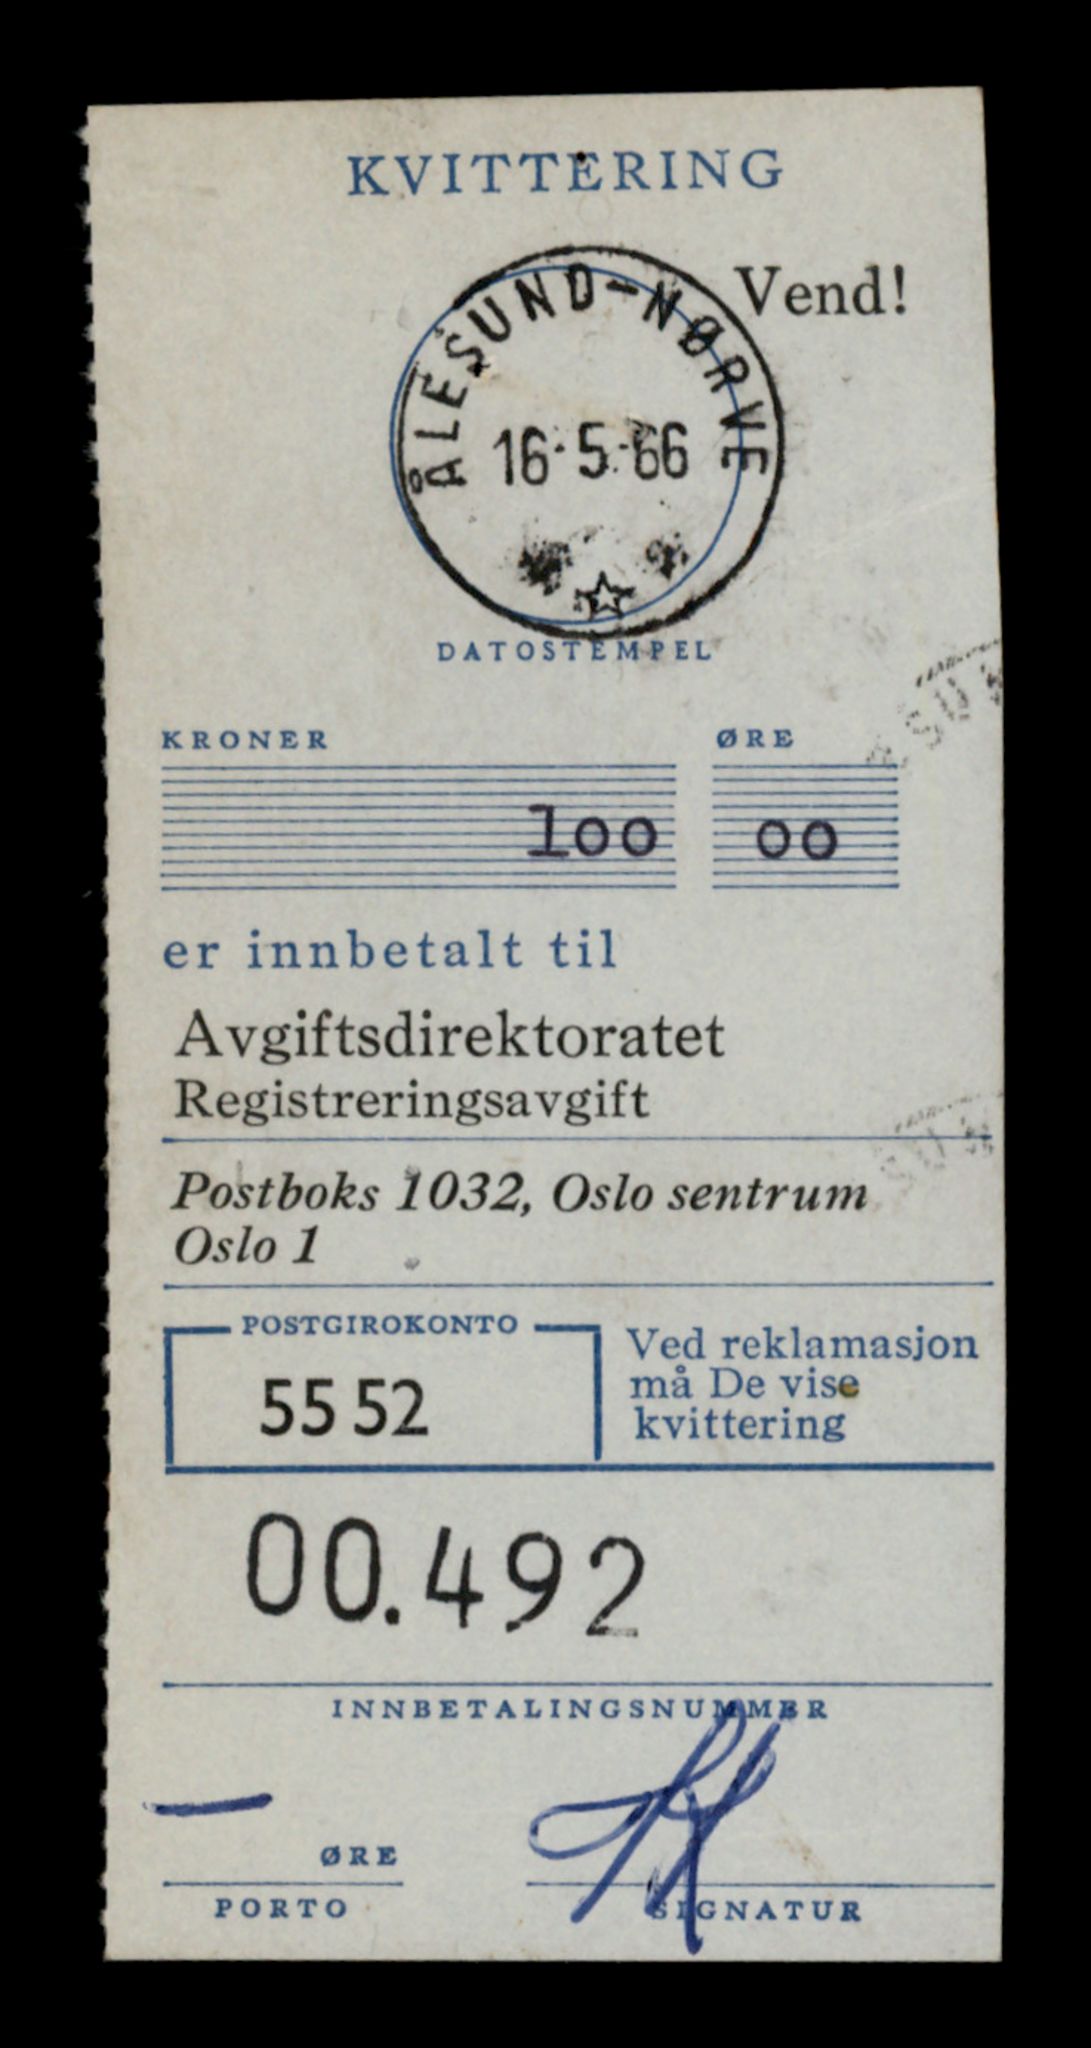 KVITTERING
Vend!
ÅLESUND-NØRVE
16-5-66
DATOSTEMPEL
KRONER ØRE
100 00
er innbetalt til
Avgiftsdirektoratet
Registreringsavgift
Postboks 1032, Oslo sentrum
Oslo 1
POSTGIROKONTO
55 52
Ved reklamasjon
må De vise
kvittering
00.492
INNBETALINGSNUMMER
—
ØRE
PORTO
SIGNATUR